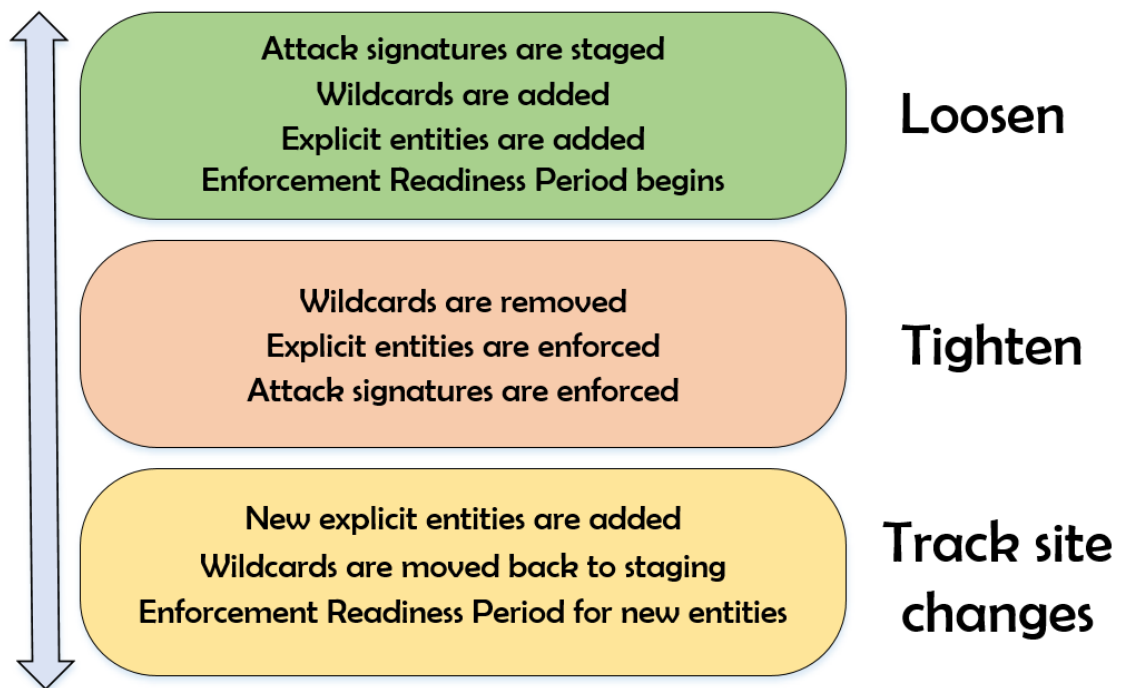 Attack signatures are staged
Wildcards are added
Explicit entities are added
Enforcement Readiness Period begins
Loosen
Wildcards are removed
Explicit entities are enforced
Attack signatures are enforced
Tighten
New explicit entities are added
Wildcards are moved back to staging
Enforcement Readiness Period for new entities
Track site
changes